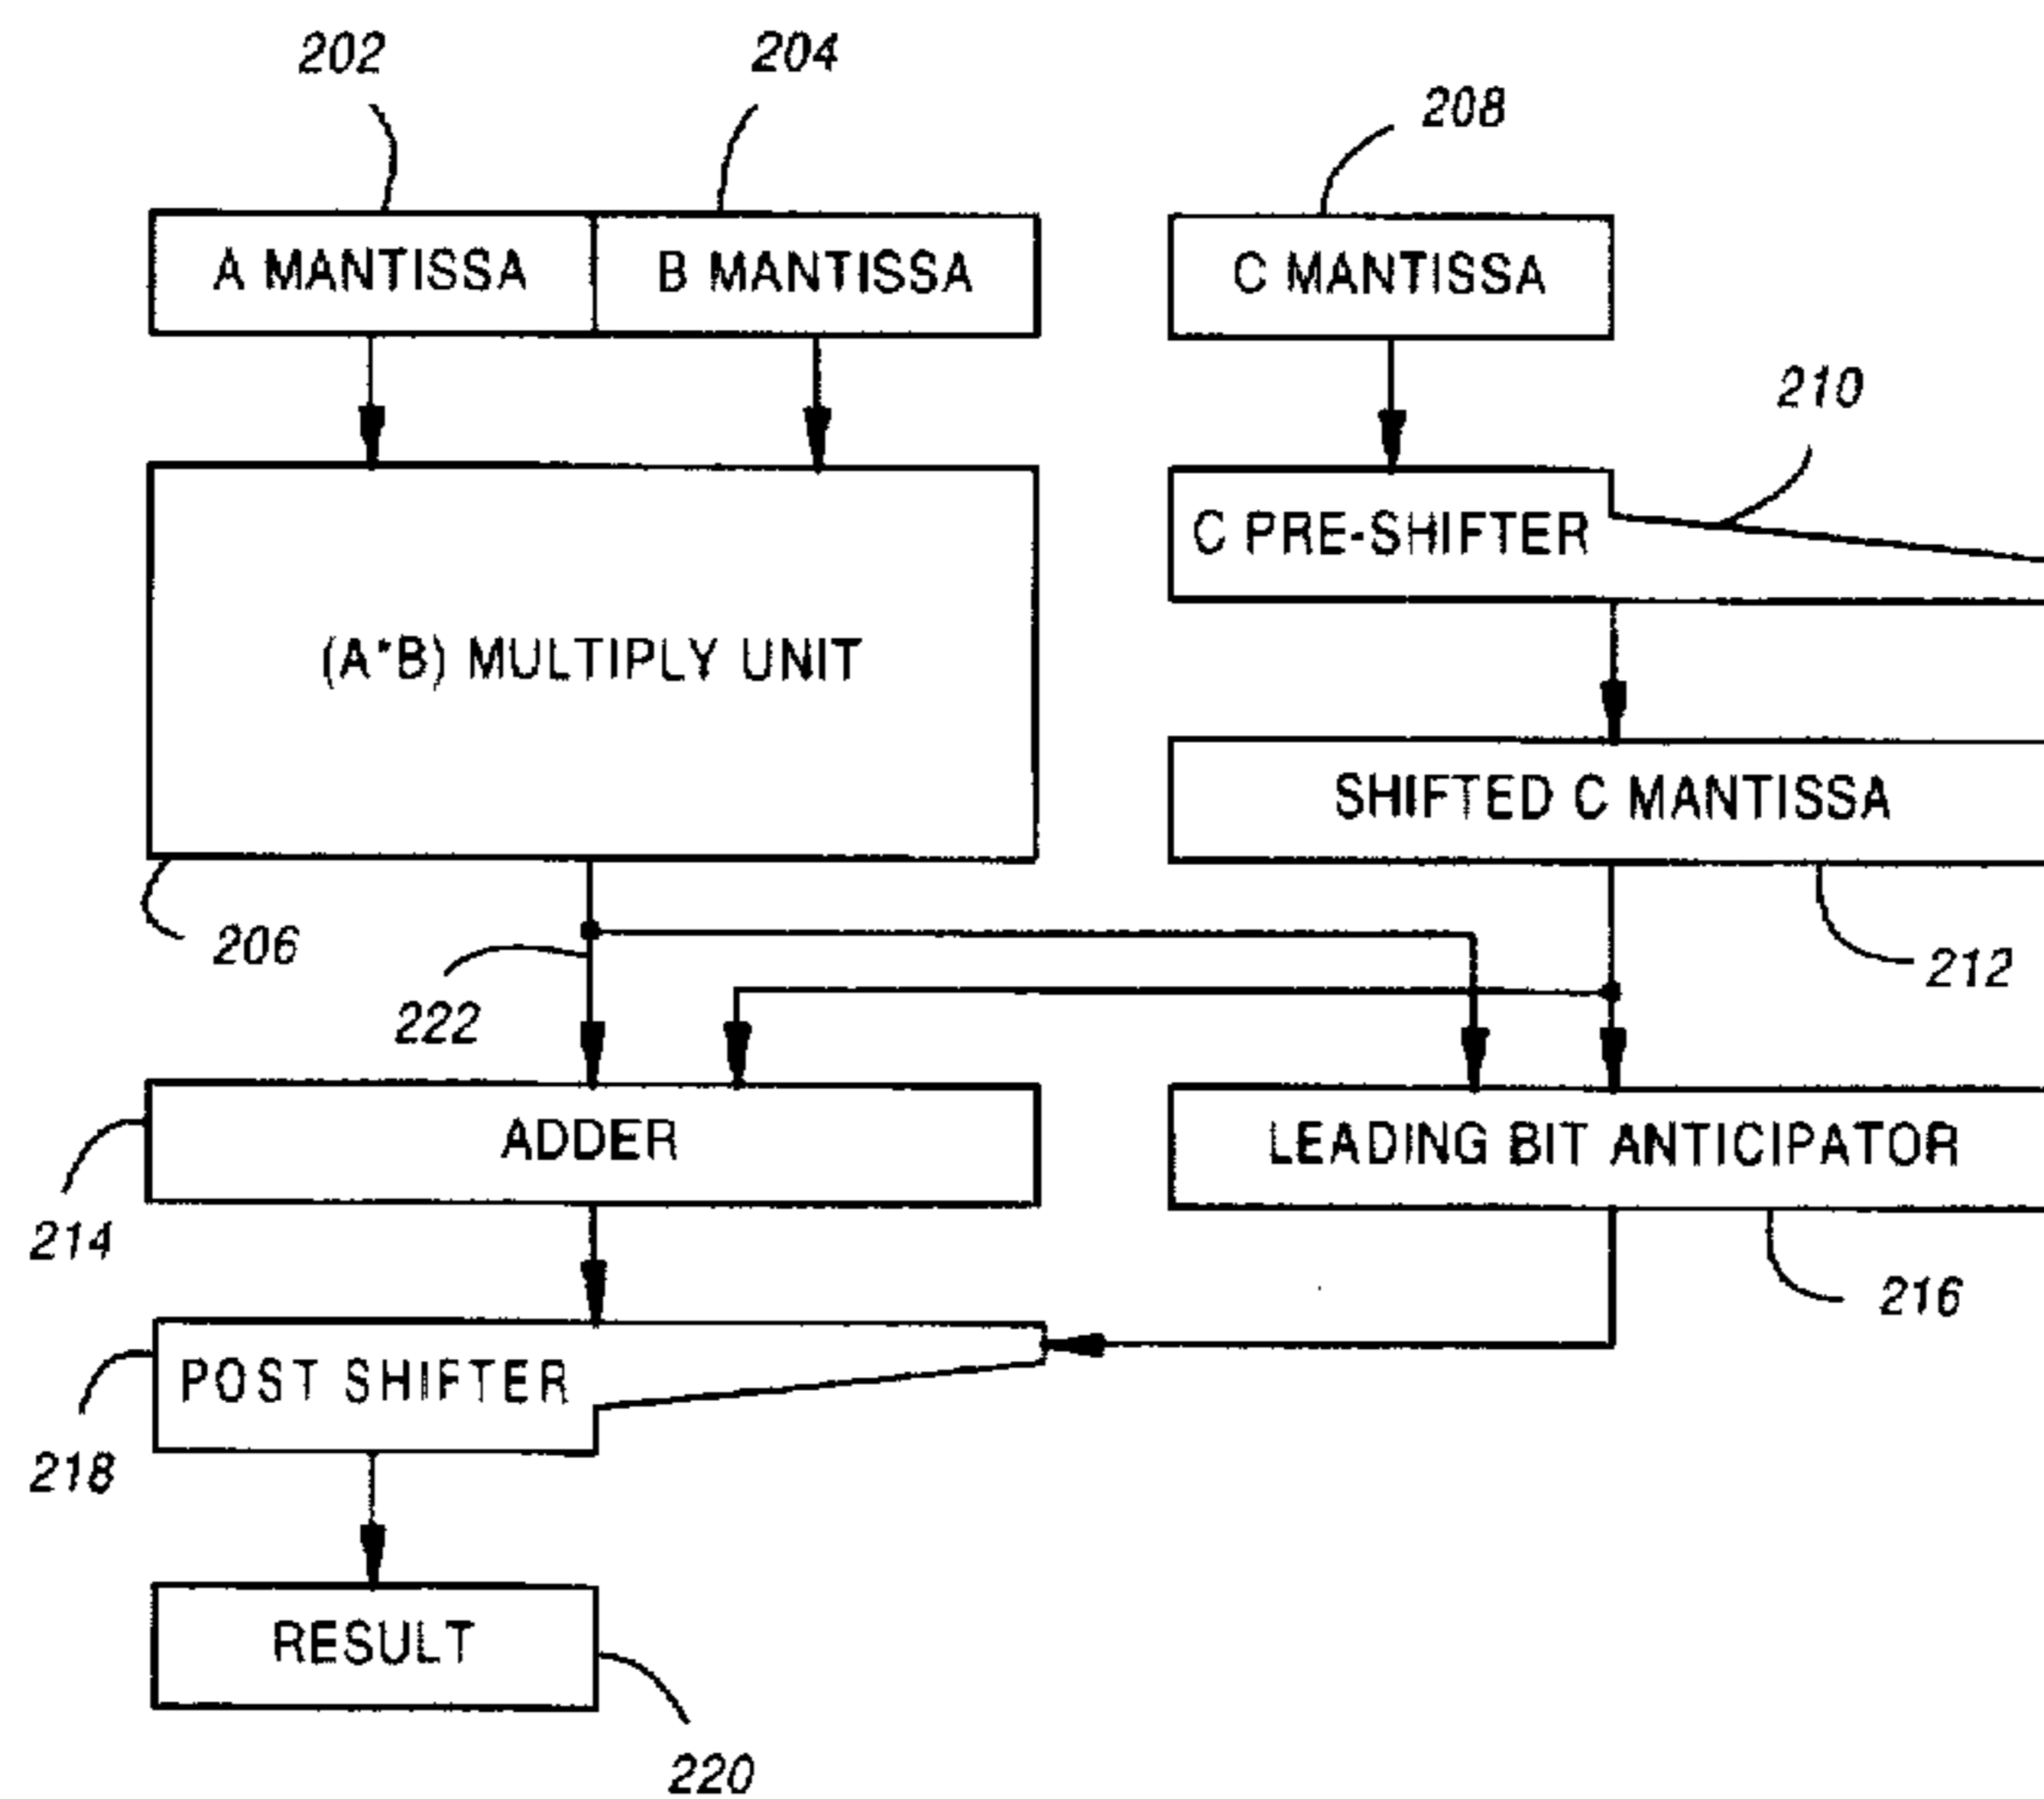 202
204
208
A MANTISSA
B MANTISSA
C MANTISSA
210
C PRE-SHIFTER
(A*B) MULTIPLY UNIT
SHIFTED C MANTISSA
206
212
222
ADDER
LEADING BIT ANTICIPATOR
214
216
POST SHIFTER
218
RESULT
220